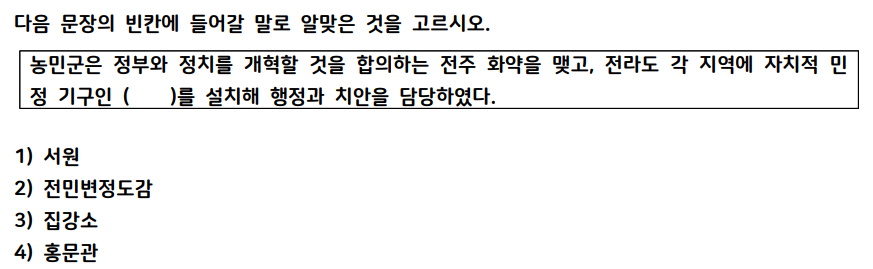 다음 문장의 빈칸에 들어갈 말로 알맞은 것을 고르시오.
농민군은 정부와 정치를 개혁할 것을 합의하는 전주 화약을 맺고, 전라도 각 지역에 자치적 민
정 기구인 (    )를 설치해 행정과 치안을 담당하였다.
1) 서원
2) 전민변정도감
3) 집강소
4) 홍문관